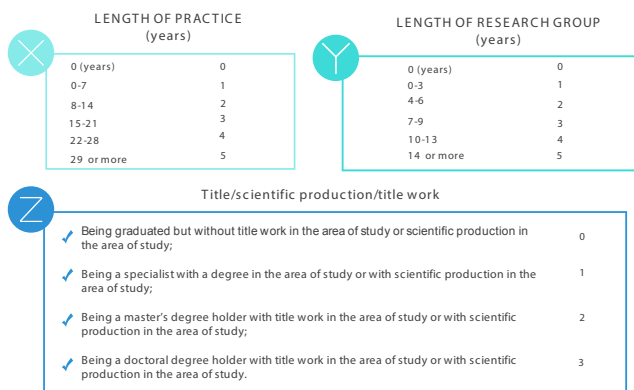 LENGTH OF PRACTICE
(years)
X
0 (years) 0
0-7 1
8-14 2
15-21 3
22-28 4
29 or more 5
LENGTH OF RESEARCH GROUP
(years)
Y
0 (years) 0
0-3 1
4-6 2
7-9 3
10-13 4
14 or more 5
Z
Title/scientific production/title work
Being graduated but without title work in the area of study or scientific production in 0
the area of study;
Being a specialist with a degree in the area of study or with scientific production in the 1
area of study;
Being a master's degree holder with title work in the area of study or with scientific 2
production in the area of study;
Being a doctoral degree holder with title work in the area of study or with scientific 3
production in the area of study.